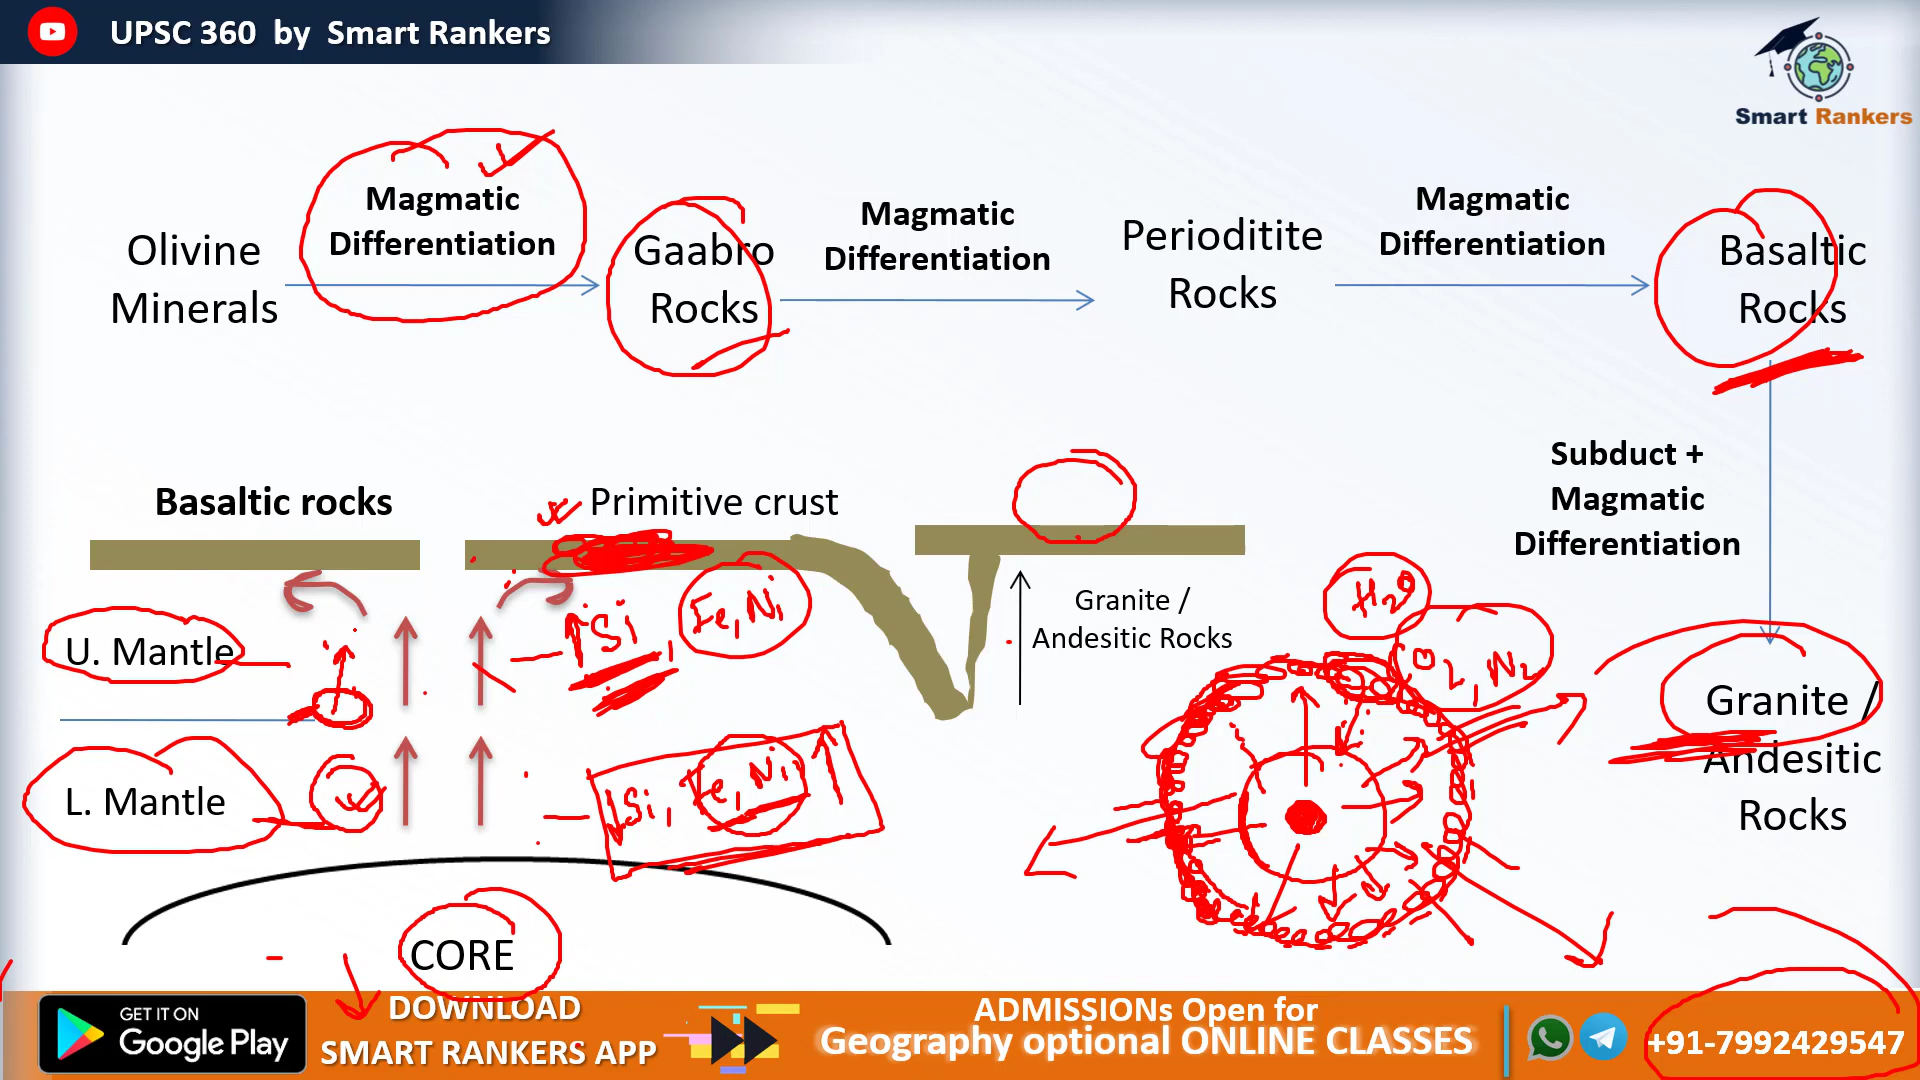 UPSC 360 by Smart Rankers
Smart Rankers
Olivine
Minerals
Magmatic
Differentiation
Gaabro
Rocks
Magmatic
Differentiation
Perioditite
Rocks
Magmatic
Differentiation
Basaltic
Rocks
Subduct +
Magmatic
Differentiation
Granite /
Andesitic
Rocks
Basaltic rocks
Primitive crust
Granite /
Andesitic Rocks
U. Mantle
L. Mantle
CORE
Si, Fe, Ni
Si, Fe, Ni
H2O
O2, N2
GET IT ON
Google Play
DOWNLOAD
SMART RANKERS APP
ADMISSIONs Open for
Geography optional ONLINE CLASSES
+91-7992429547